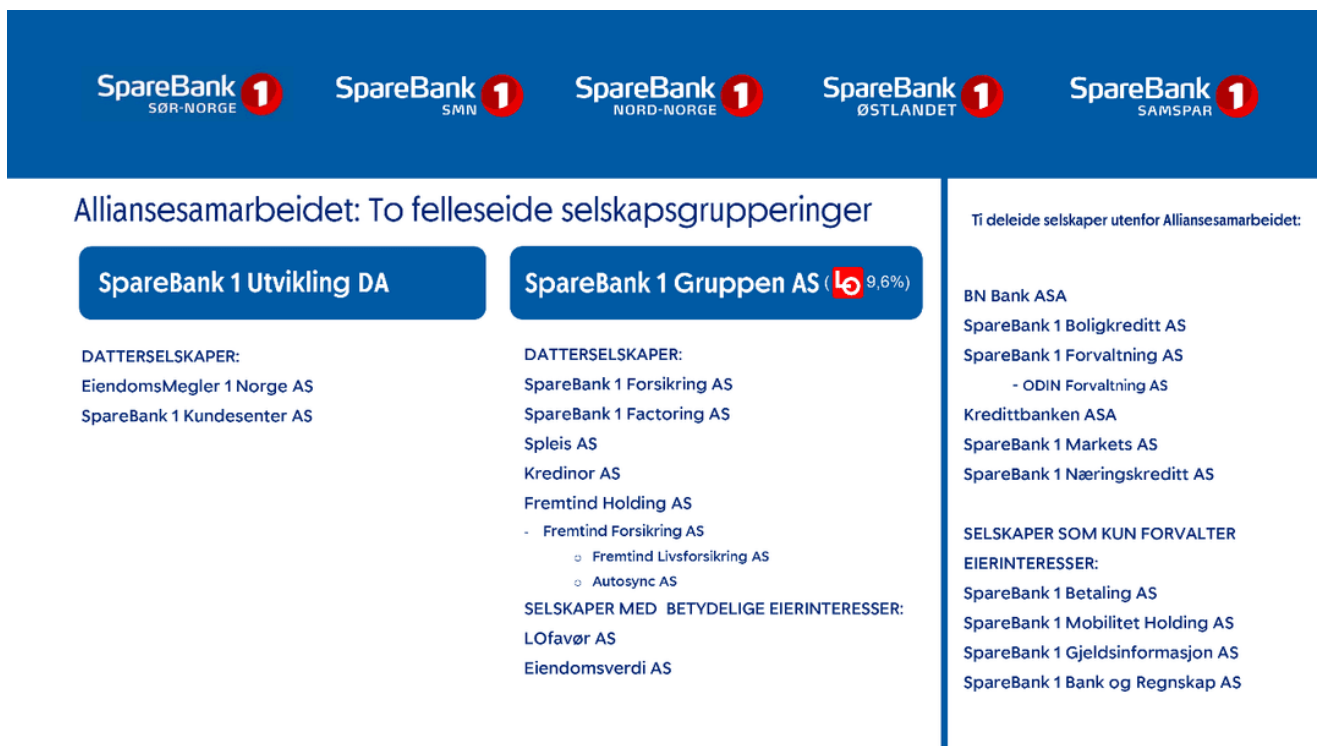 SpareBank 1
SØR-NORGE
SpareBank 1
SMN
SpareBank 1
NORD-NORGE
SpareBank 1
ØSTLANDET
SpareBank 1
SAMSPAR
Alliansesamarbeidet: To felleseide selskapsgrupperinger
SpareBank 1 Utvikling DA
DATTERSELSKAPER:
EiendomsMegler 1 Norge AS
SpareBank 1 Kundesenter AS
SpareBank 1 Gruppen AS ( LO 9,6%)
DATTERSELSKAPER:
SpareBank 1 Forsikring AS
SpareBank 1 Factoring AS
Spleis AS
Kredinor AS
Fremtind Holding AS
- Fremtind Forsikring AS
○ Fremtind Livsforsikring AS
○ Autosync AS
SELSKAPER MED BETYDELIGE EIERINTERESSER:
LOfavør AS
Eiendomsverdi AS
Ti deleide selskaper utenfor Alliansesamarbeidet:
BN Bank ASA
SpareBank 1 Boligkreditt AS
SpareBank 1 Forvaltning AS
- ODIN Forvaltning AS
Kredittbanken ASA
SpareBank 1 Markets AS
SpareBank 1 Næringskreditt AS
SELSKAPER SOM KUN FORVALTER
EIERINTERESSER:
SpareBank 1 Betaling AS
SpareBank 1 Mobilitet Holding AS
SpareBank 1 Gjeldsinformasjon AS
SpareBank 1 Bank og Regnskap AS